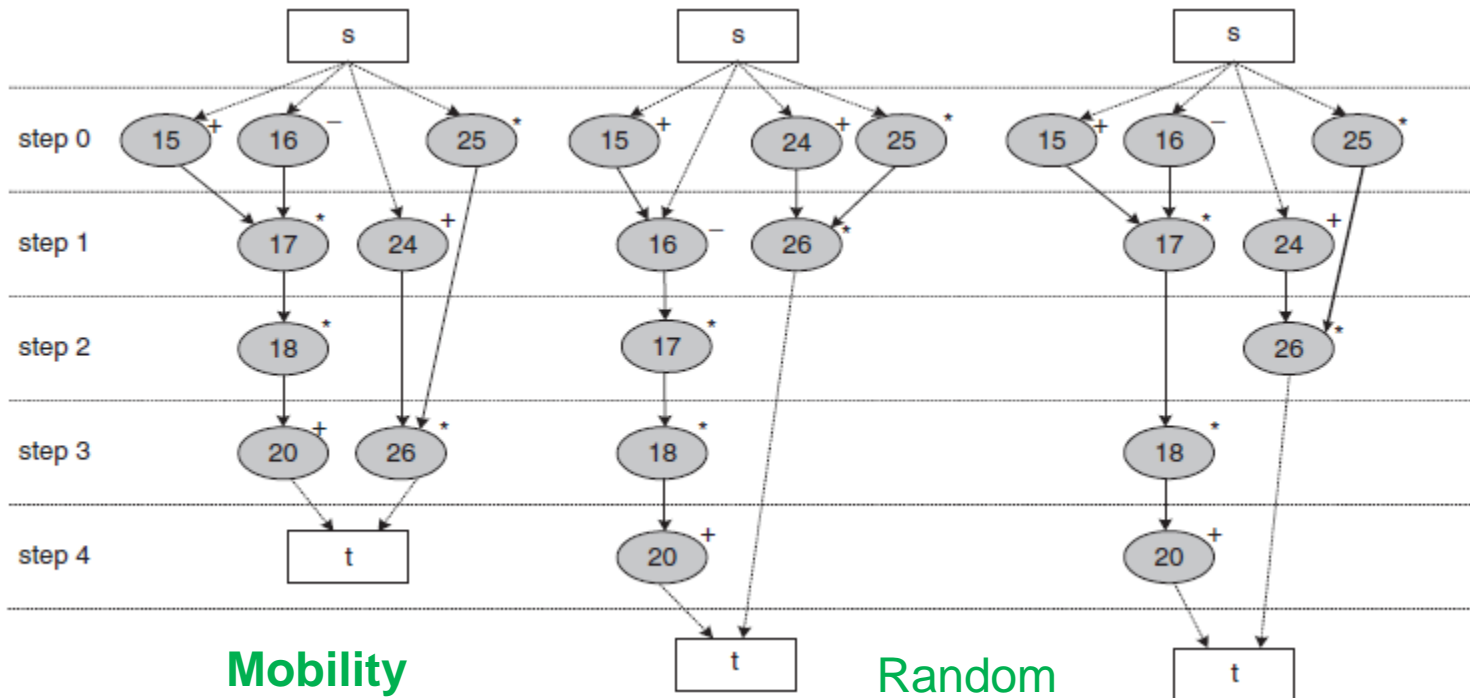 s s s
step 0 15 + 16 – 25 * 15 + 24 + 25 * 15 + 16 – 25 *
step 1 17 * 24 + 16 – 26 * 17 * 24 +
step 2 18 * 17 * 26 *
step 3 20 + 26 * 18 * 18 *
step 4 t 20 + 20 +
Mobility t Random t